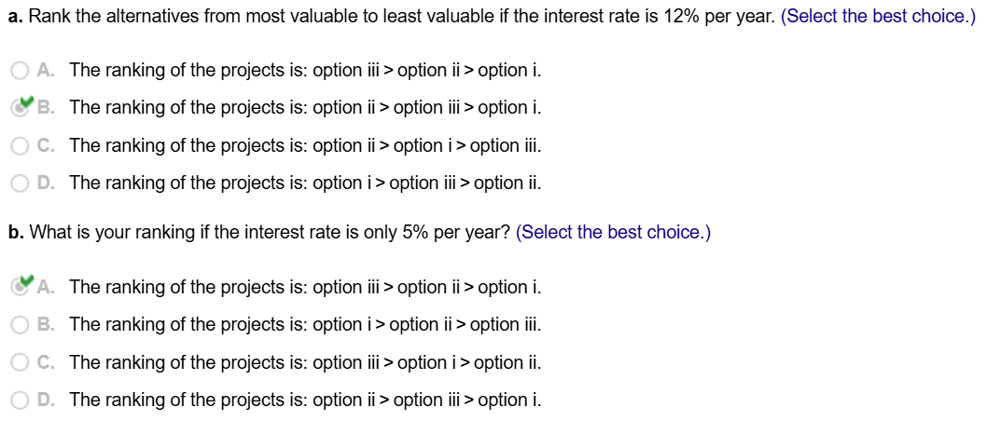 a. Rank the alternatives from most valuable to least valuable if the interest rate is 12% per year. (Select the best choice.)
A. The ranking of the projects is: option iii > option ii > option i.
B. The ranking of the projects is: option ii > option iii > option i.
C. The ranking of the projects is: option ii > option i > option iii.
D. The ranking of the projects is: option i > option iii > option ii.
b. What is your ranking if the interest rate is only 5% per year? (Select the best choice.)
A. The ranking of the projects is: option iii > option ii > option i.
B. The ranking of the projects is: option i > option ii > option iii.
C. The ranking of the projects is: option iii > option i > option ii.
D. The ranking of the projects is: option ii > option iii > option i.